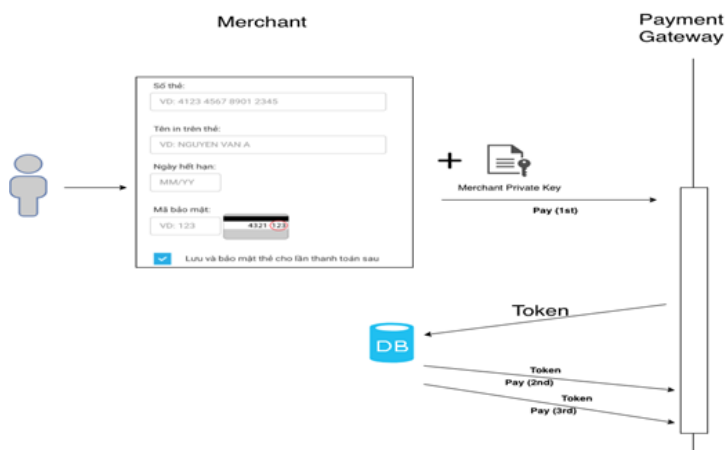 Merchant
Payment
Gateway
Số thẻ:
VD: 4123 4567 8901 2345
Tên in trên thẻ:
VD: NGUYEN VAN A
Ngày hết hạn:
MM/YY
Mã bảo mật:
VD: 123
4321 123
Lưu và bảo mật thẻ cho lần thanh toán sau
+
Merchant Private Key
Pay (1st)
Token
DB
Token
Pay (2nd)
Token
Pay (3rd)